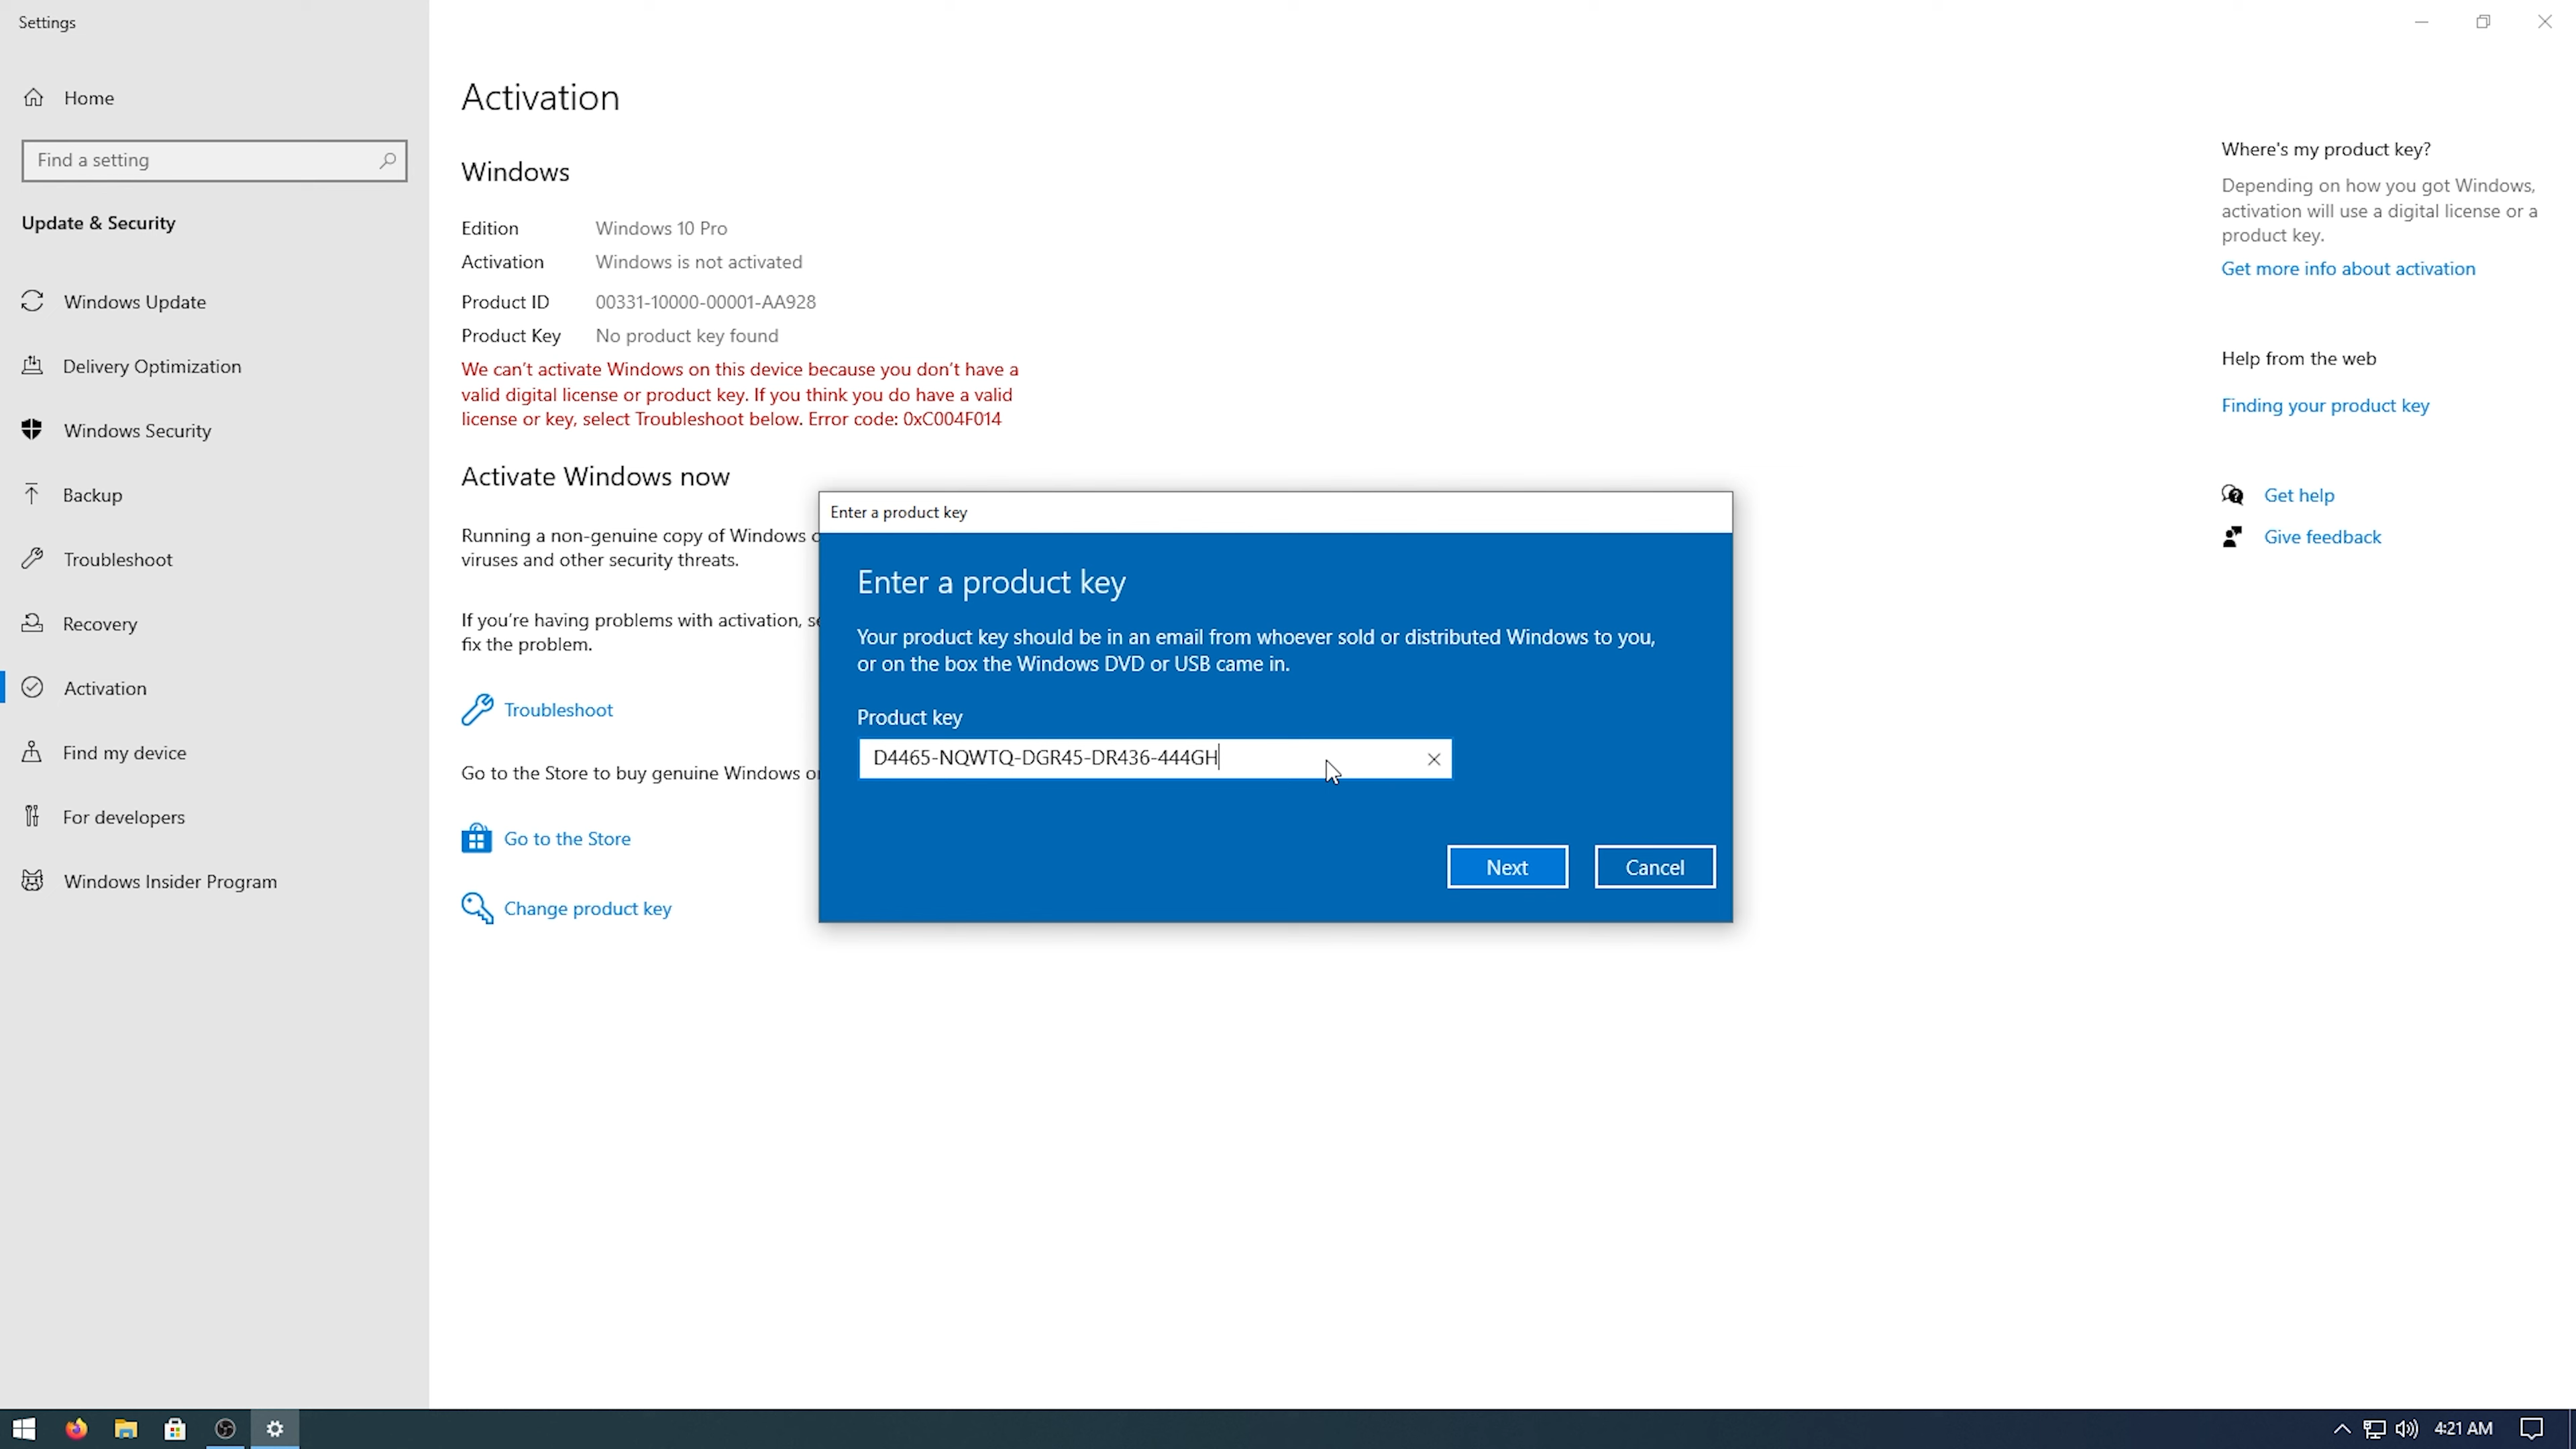 Settings
Home
Find a setting
Update & Security
Windows Update
Delivery Optimization
Windows Security
Backup
Troubleshoot
Recovery
Activation
Find my device
For developers
Windows Insider Program
Activation
Windows
Edition Windows 10 Pro
Activation Windows is not activated
Product ID 00331-10000-00001-AA928
Product Key No product key found
We can't activate Windows on this device because you don't have a
valid digital license or product key. If you think you do have a valid
license or key, select Troubleshoot below. Error code: 0xC004F014
Activate Windows now
Running a non-genuine copy of Windows
viruses and other security threats.
If you're having problems with activation,
fix the problem.
Troubleshoot
Go to the Store to buy genuine Windows
Go to the Store
Change product key
Enter a product key
Enter a product key
Your product key should be in an email from whoever sold or distributed Windows to you,
or on the box the Windows DVD or USB came in.
Product key
D4465-NQWTQ-DGR45-DR436-444GH
Next Cancel
Where's my product key?
Depending on how you got Windows,
activation will use a digital license or a
product key.
Get more info about activation
Help from the web
Finding your product key
Get help
Give feedback
4:21 AM